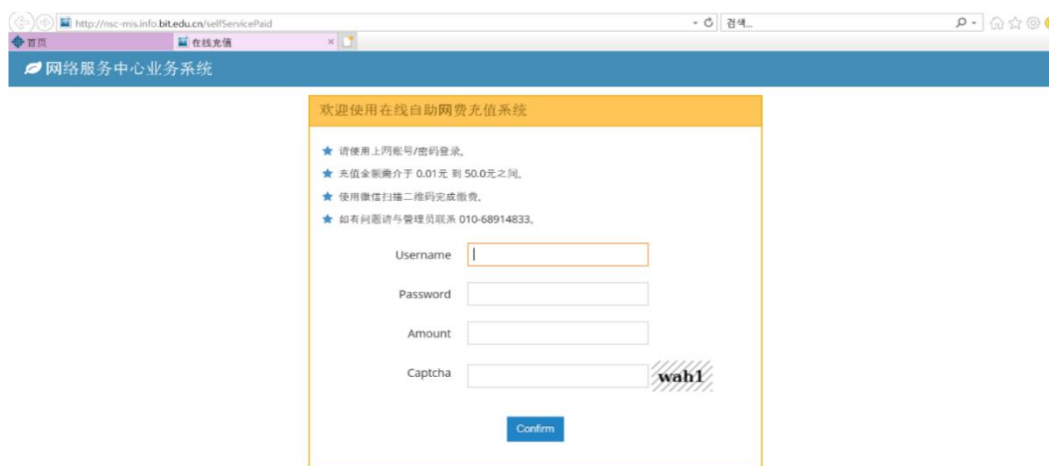 http://nsc-mis.info.bit.edu.cn/selfServicePaid
검색...
首页
在线充值
网络服务中心业务系统
欢迎使用在线自助网费充值系统
请使用上网账号/密码登录。
充值金额需介于 0.01元 到 50.0元之间。
使用微信扫描二维码完成缴费。
如有问题请与管理员联系 010-68914833。
Username
Password
Amount
Captcha
wah1
Confirm